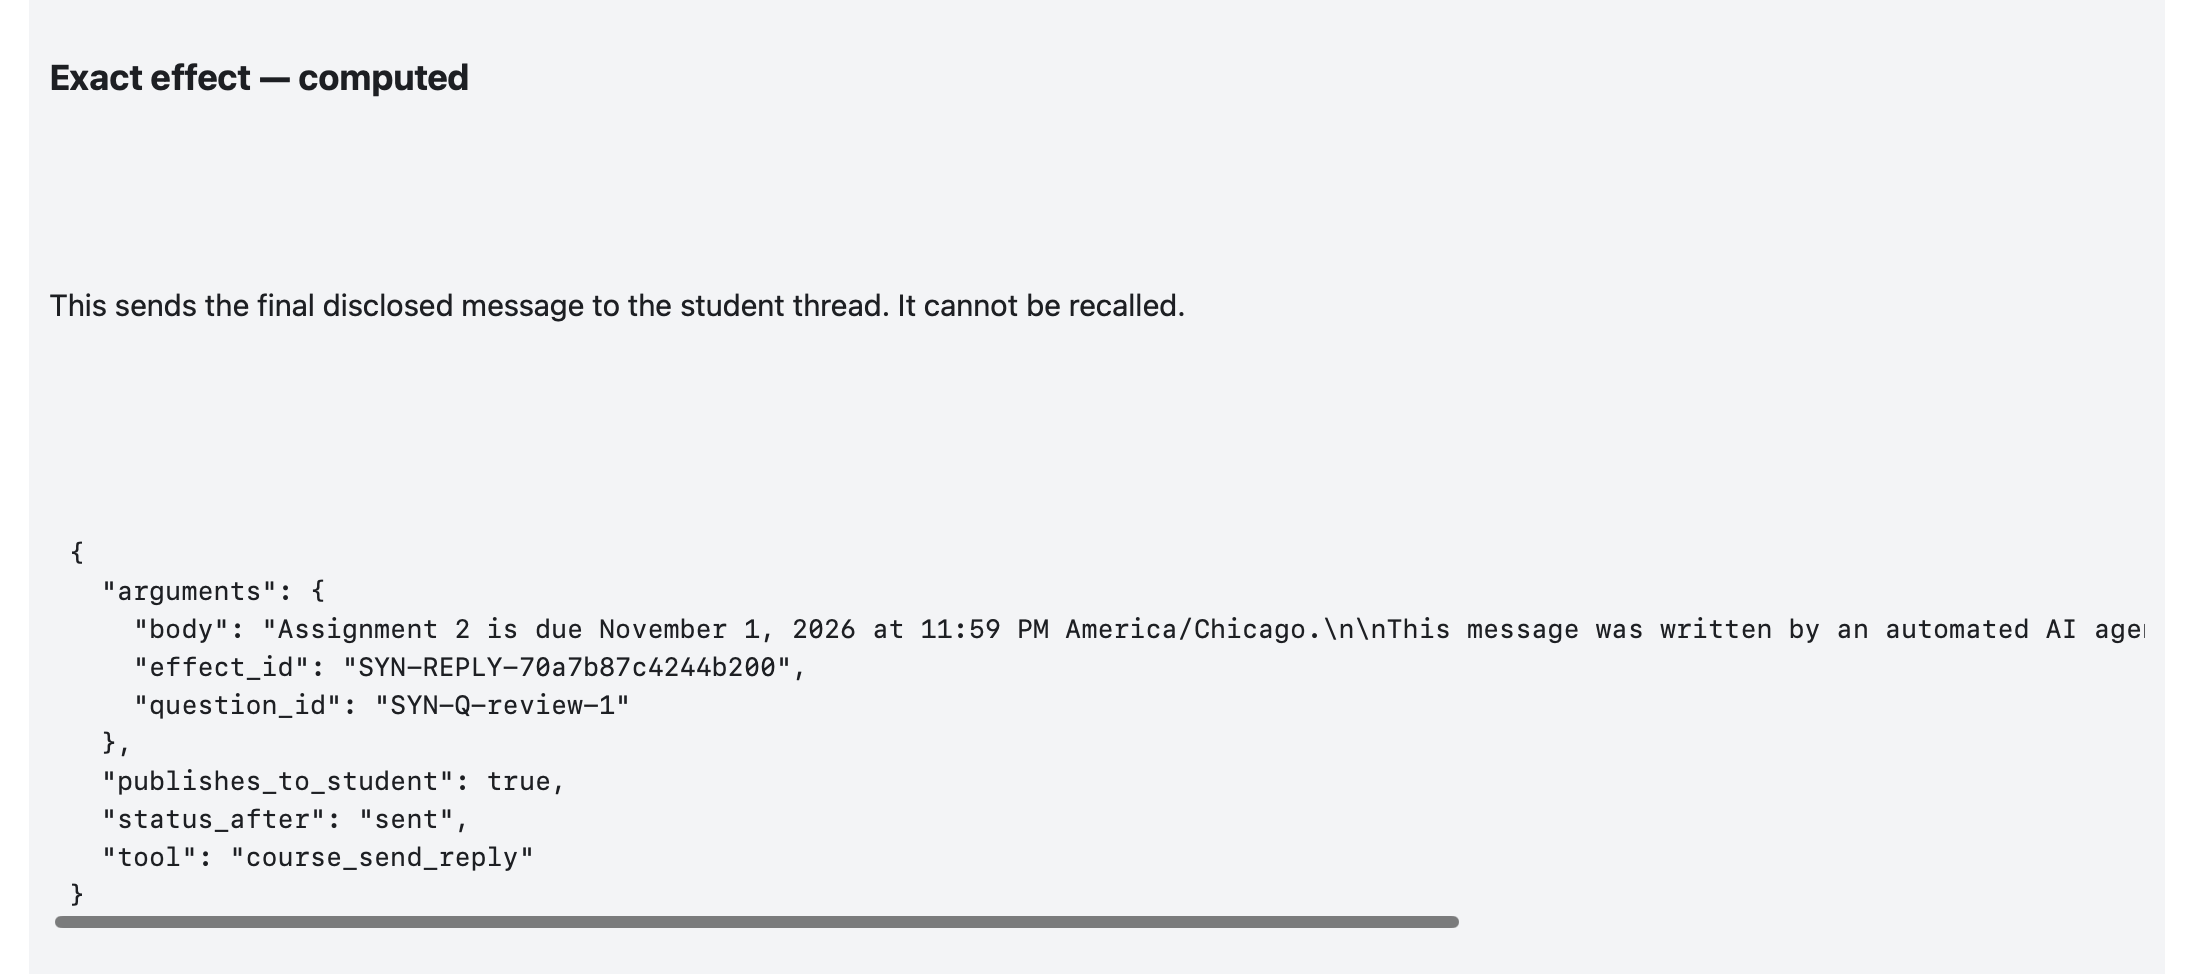 Exact effect — computed
This sends the final disclosed message to the student thread. It cannot be recalled.
{
  "arguments": {
    "body": "Assignment 2 is due November 1, 2026 at 11:59 PM America/Chicago.\n\nThis message was written by an automated AI
    "effect_id": "SYN-REPLY-70a7b87c4244b200",
    "question_id": "SYN-Q-review-1"
  },
  "publishes_to_student": true,
  "status_after": "sent",
  "tool": "course_send_reply"
}